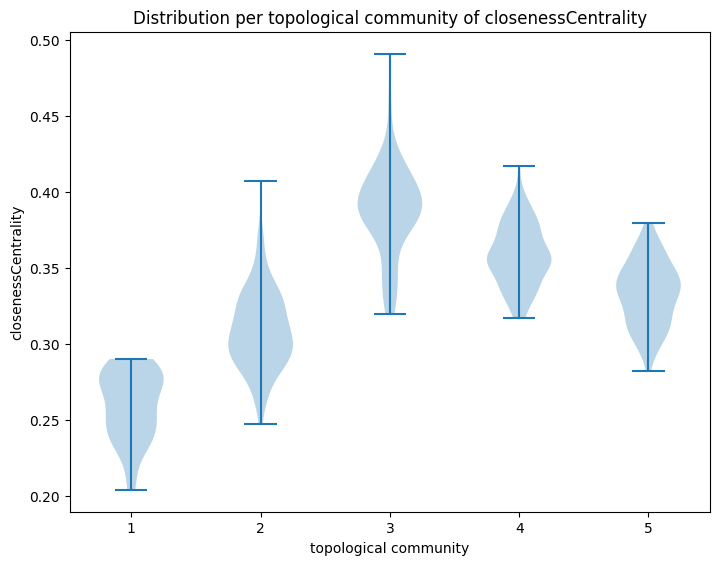 Distribution per topological community of closenessCentrality
closenessCentrality
0.50
0.45
0.40
0.35
0.30
0.25
0.20
1 2 3 4 5
topological community